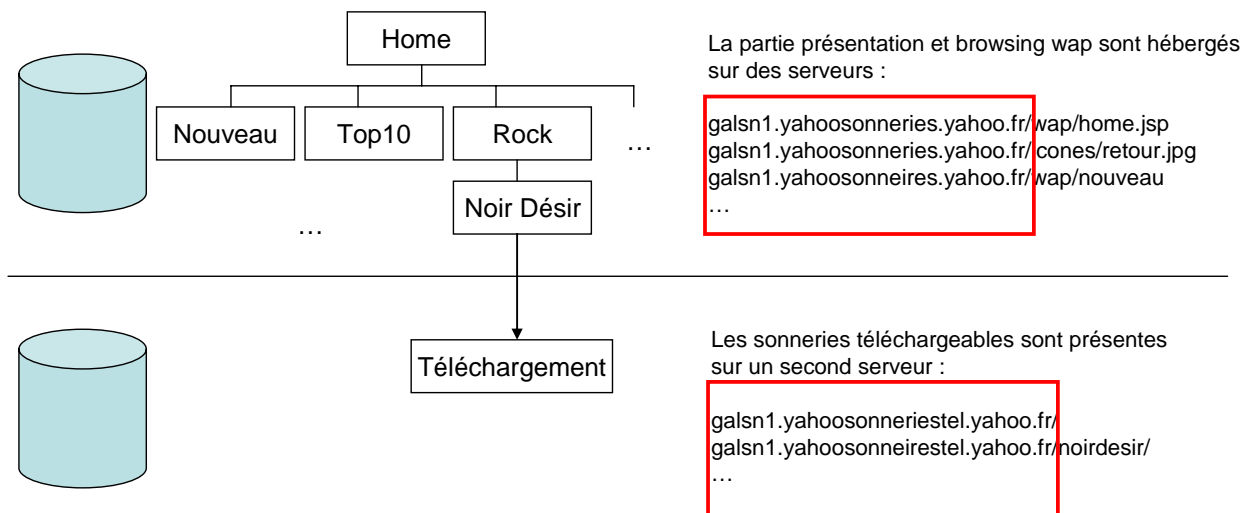 Home
Nouveau
Top10
Rock
…
Noir Désir
…
La partie présentation et browsing wap sont hébergés
sur des serveurs :
galsn1.yahoosonneries.yahoo.fr/wap/home.jsp
galsn1.yahoosonneries.yahoo.fr/icones/retour.jpg
galsn1.yahoosonneires.yahoo.fr/wap/nouveau
…
Téléchargement
Les sonneries téléchargeables sont présentes
sur un second serveur :
galsn1.yahoosonneriestel.yahoo.fr/
galsn1.yahoosonneirestel.yahoo.fr/noirdesir/
…